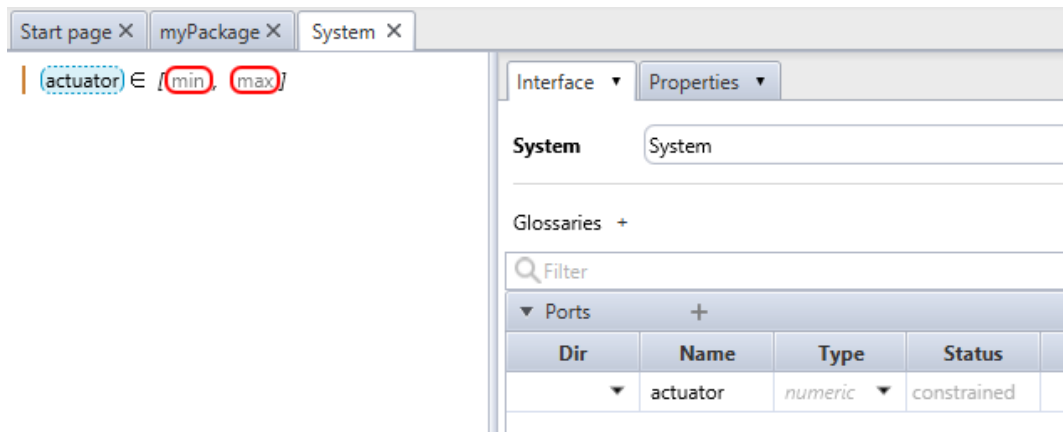 Start page myPackage System
actuator ∈ [min, max]
Interface Properties
System System
Glossaries +
Filter
Ports +
Dir Name Type Status
actuator numeric constrained